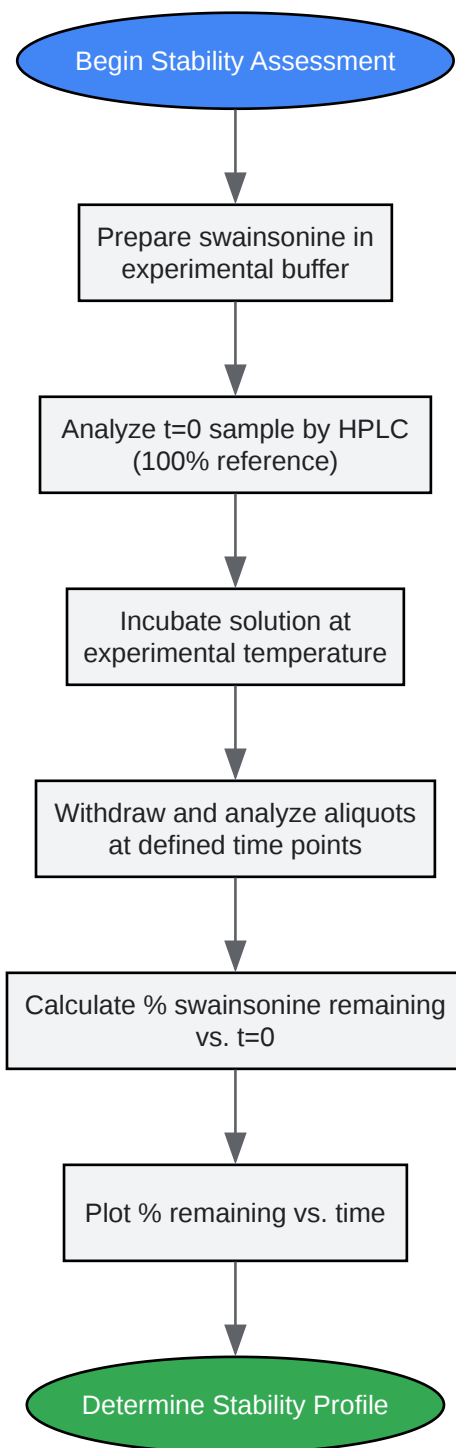 Begin Stability Assessment
Prepare swainsonine in
experimental buffer
Analyze t=0 sample by HPLC
(100% reference)
Incubate solution at
experimental temperature
Withdraw and analyze aliquots
at defined time points
Calculate % swainsonine remaining
vs. t=0
Plot % remaining vs. time
Determine Stability Profile